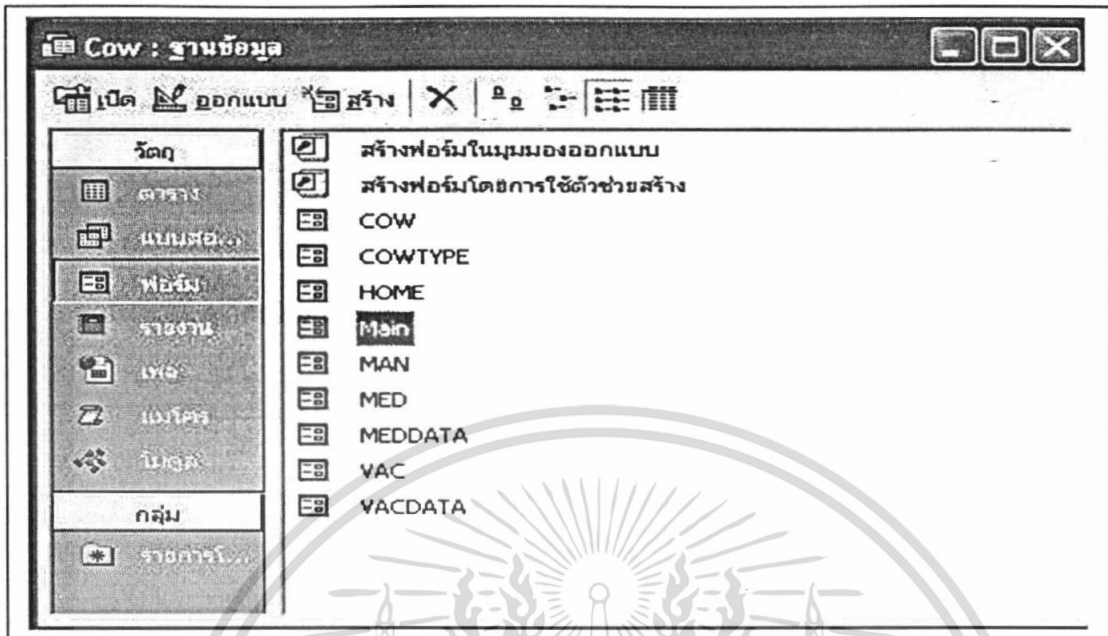 Cow : ฐานข้อมูล
เปิด ออกแบบ สร้าง
วัตถุ
ตาราง
แบบสอ...
ฟอร์ม
รายงาน
เพจ
แมโคร
โมดูล
กลุ่ม
รายการโ...
สร้างฟอร์มในมุมมองออกแบบ
สร้างฟอร์มโดยการใช้ตัวช่วยสร้าง
COW
COWTYPE
HOME
Main
MAN
MED
MEDDATA
VAC
VACDATA